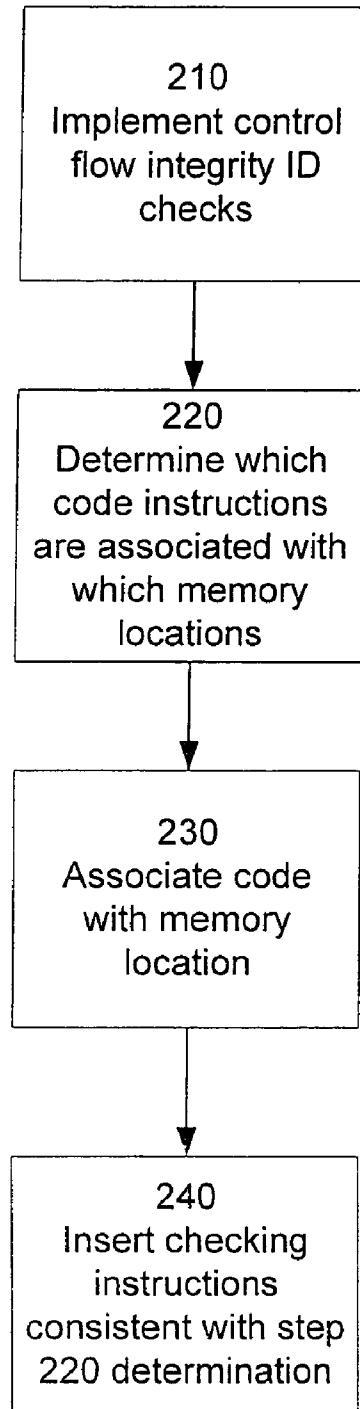 210
Implement control
flow integrity ID
checks
220
Determine which
code instructions
are associated with
which memory
locations
230
Associate code
with memory
location
240
Insert checking
instructions
consistent with step
220 determination